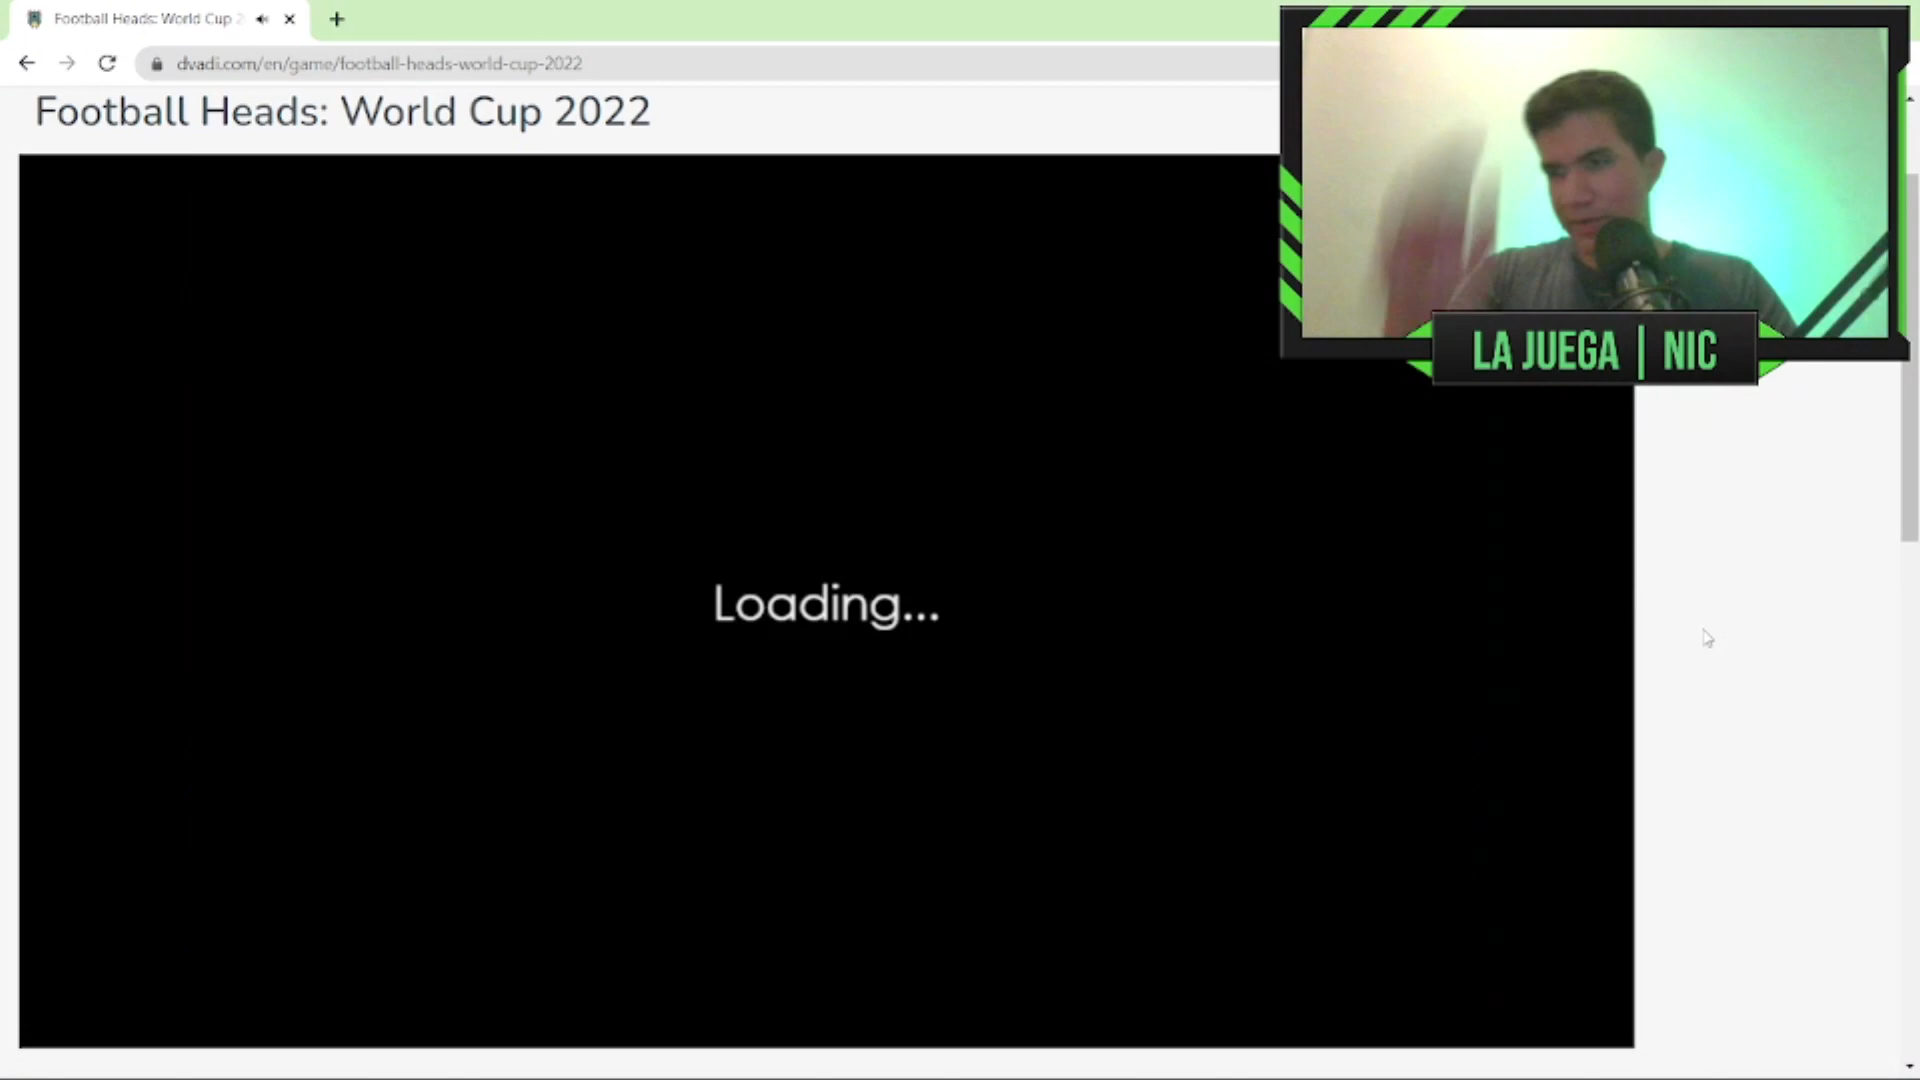 Football Heads: World Cup 2
dvadi.com/en/game/football-heads-world-cup-2022
Football Heads: World Cup 2022
LA JUEGA | NIC
Loading...